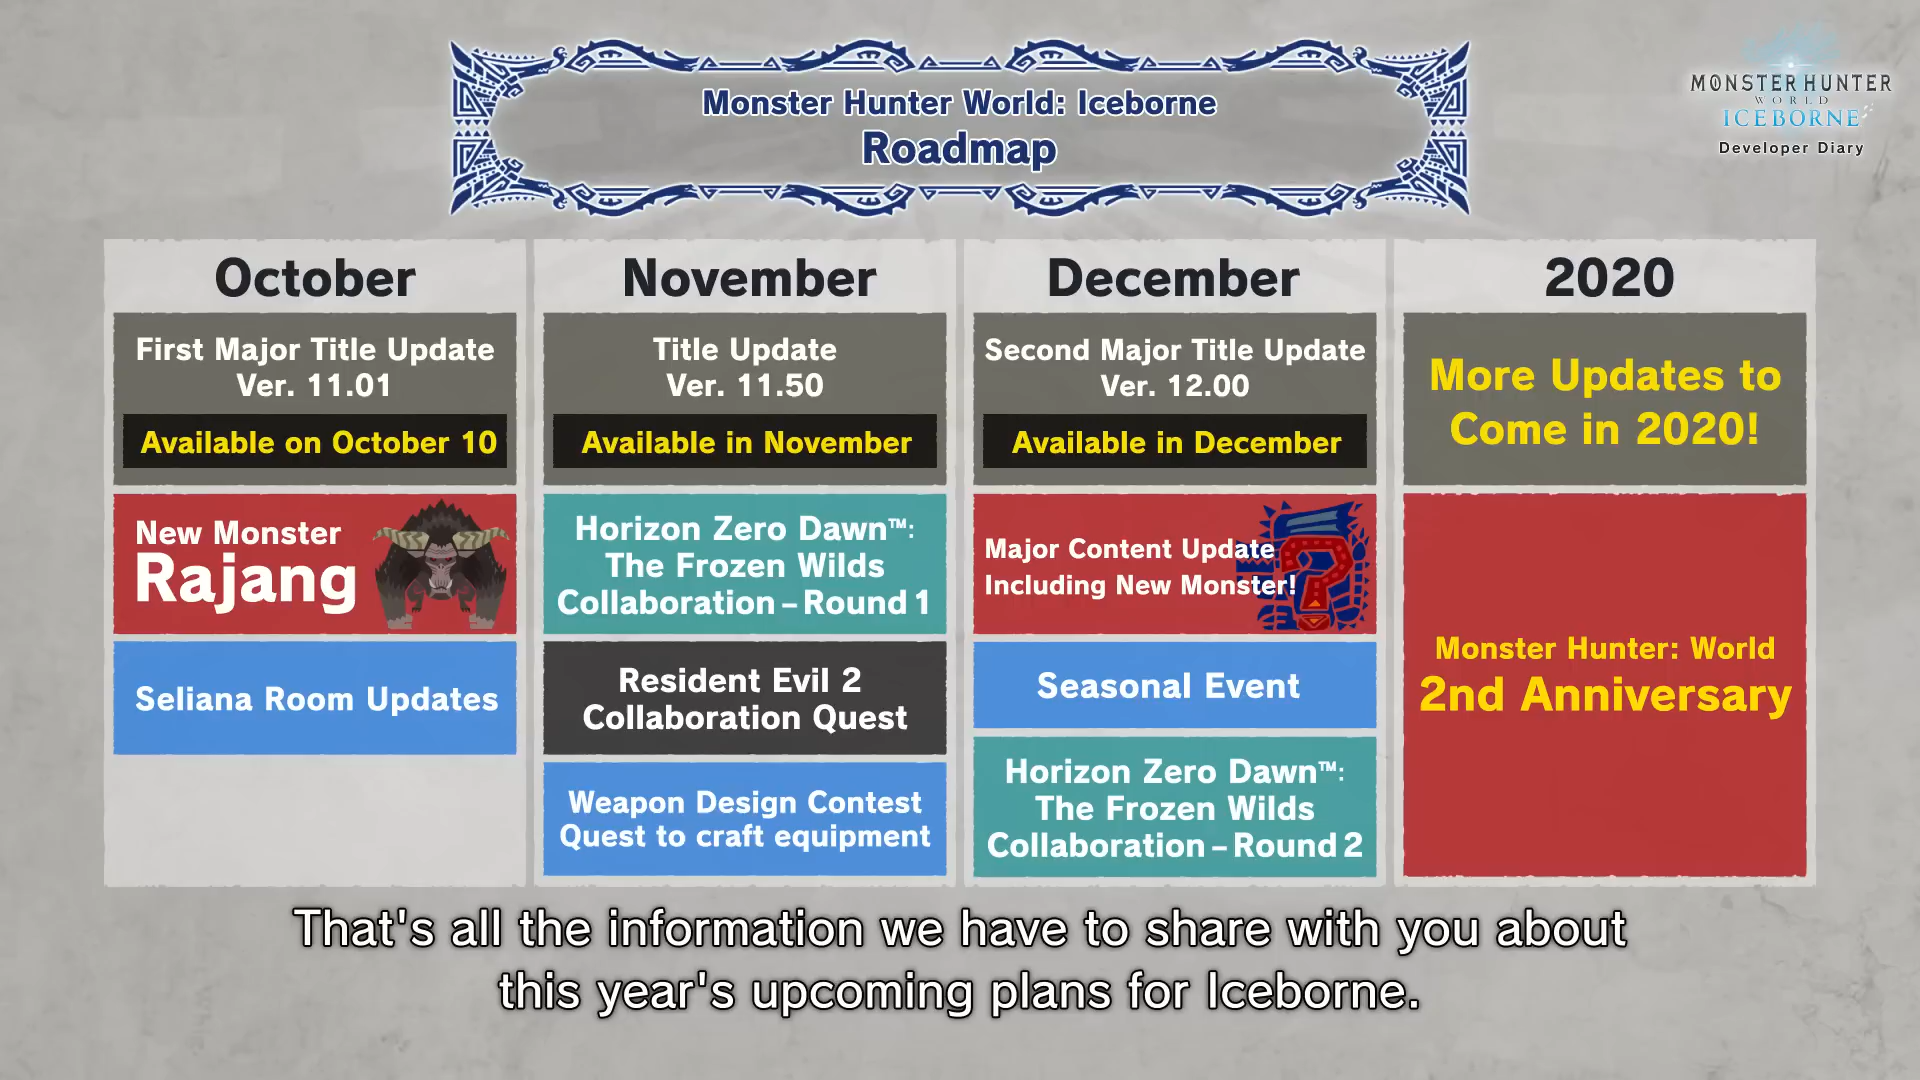 Monster Hunter World: Iceborne
Roadmap
MONSTER HUNTER
WORLD
ICEBORNE
Developer Diary
October
First Major Title Update
Ver. 11.01
Available on October 10
New Monster
Rajang
Seliana Room Updates
November
Title Update
Ver. 11.50
Available in November
Horizon Zero Dawn™:
The Frozen Wilds
Collaboration – Round 1
Resident Evil 2
Collaboration Quest
Weapon Design Contest
Quest to craft equipment
December
Second Major Title Update
Ver. 12.00
Available in December
Major Content Update
Including New Monster!
?
Seasonal Event
Horizon Zero Dawn™:
The Frozen Wilds
Collaboration – Round 2
2020
More Updates to
Come in 2020!
Monster Hunter: World
2nd Anniversary
That's all the information we have to share with you about
this year's upcoming plans for Iceborne.